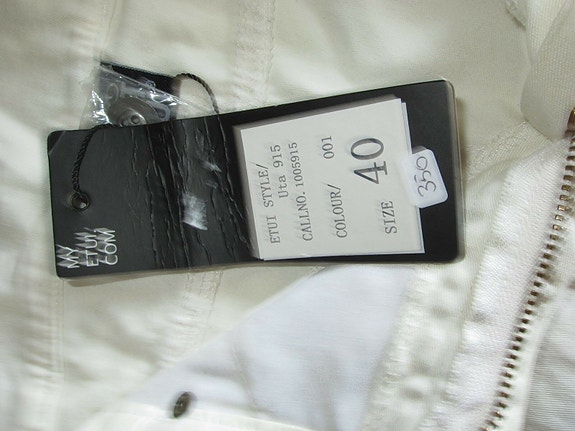 MY
ETUI.
COM
ETUI STYLE/
Uta 915
CALLNO. 1005915
COLOUR/ 001
SIZE 40
350